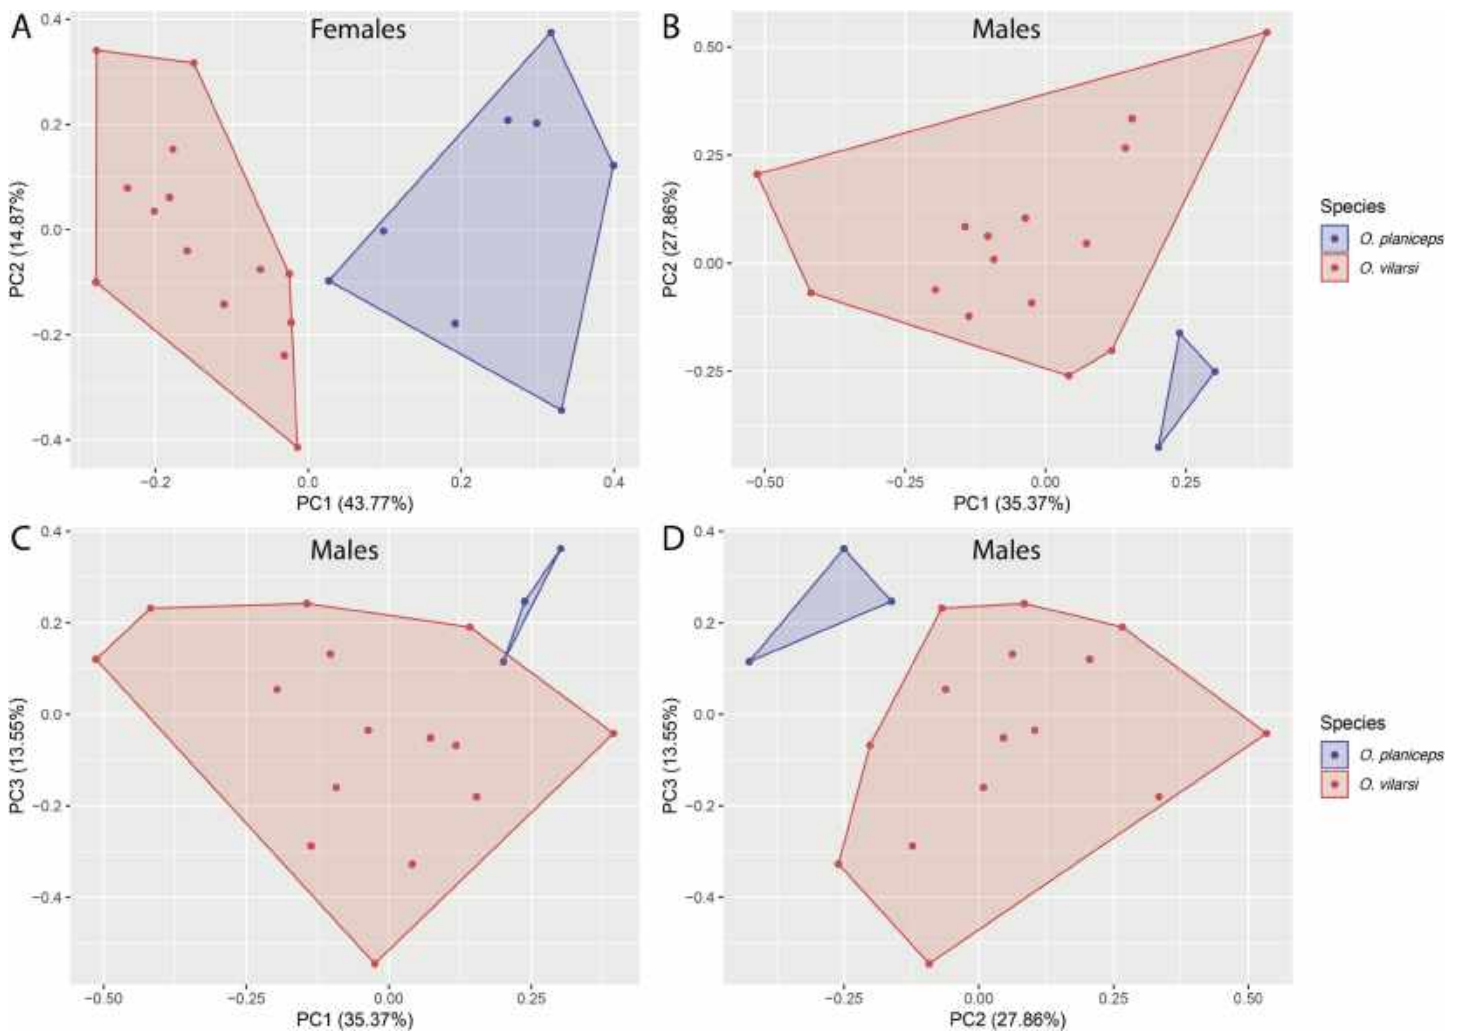 A
Females
0.4
0.2
0.0
−0.2
−0.4
PC2 (14.87%)
−0.2
0.0
0.2
0.4
PC1 (43.77%)
B
Males
0.50
0.25
0.00
−0.25
PC2 (27.86%)
−0.50
−0.25
0.00
0.25
PC1 (35.37%)
Species
O. planiceps
O. vilarsi
C
Males
0.4
0.2
0.0
−0.2
−0.4
PC3 (13.55%)
−0.50
−0.25
0.00
0.25
PC1 (35.37%)
D
Males
0.4
0.2
0.0
−0.2
−0.4
PC3 (13.55%)
−0.25
0.00
0.25
0.50
PC2 (27.86%)
Species
O. planiceps
O. vilarsi